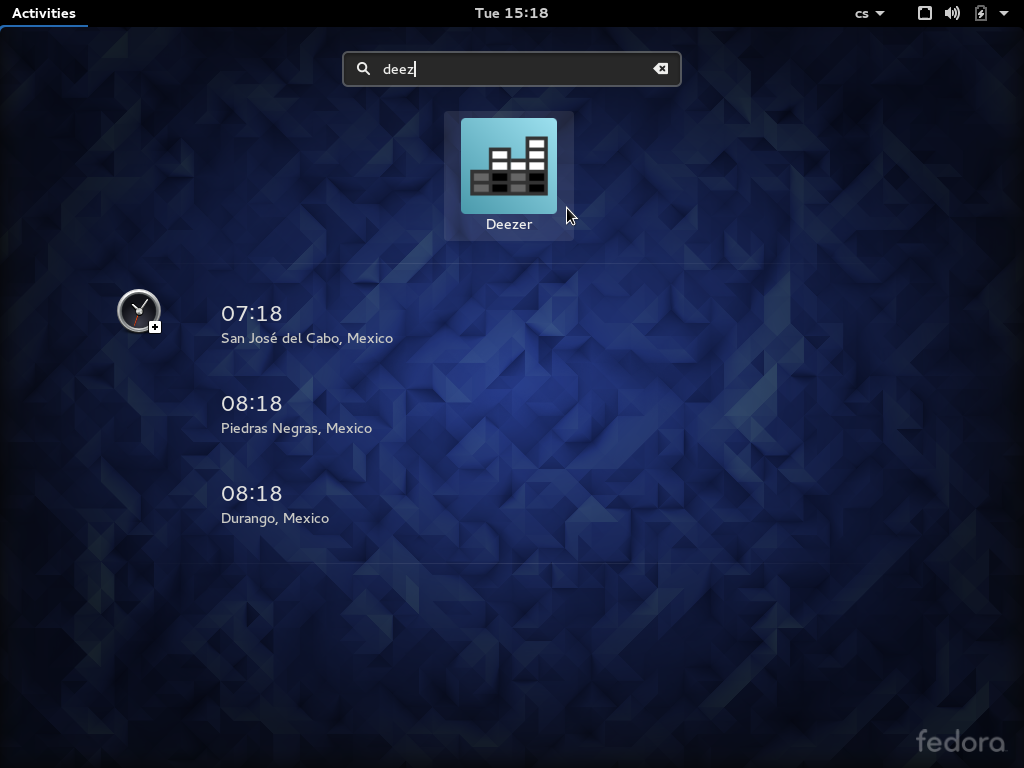 Activities
Tue 15:18
cs
deez
Deezer
07:18
San José del Cabo, Mexico
08:18
Piedras Negras, Mexico
08:18
Durango, Mexico
fedora